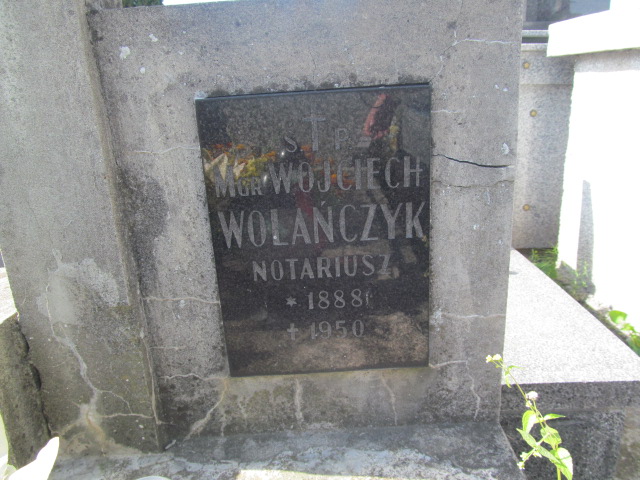 S † P.
MGR WOJCIECH
WOLAŃCZYK
NOTARIUSZ
* 1888
+ 1950